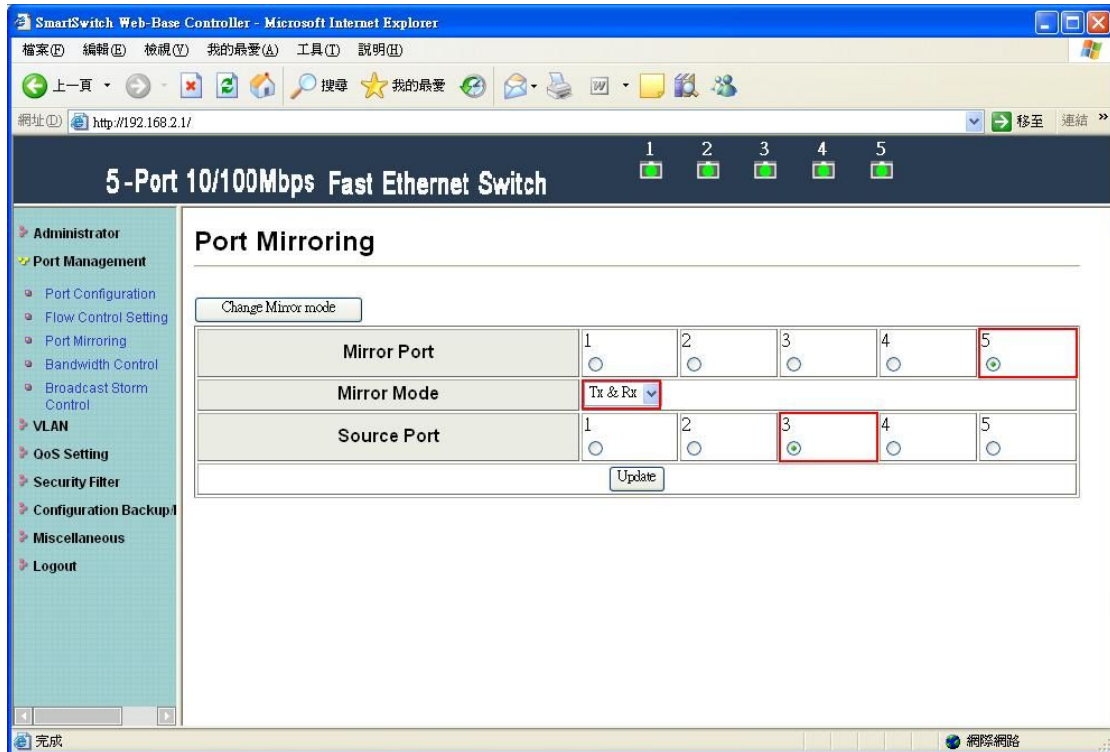 SmartSwitch Web-Base Controller - Microsoft Internet Explorer
檔案(F) 編輯(E) 檢視(V) 我的最愛(A) 工具(T) 說明(H)
上一頁 搜尋 我的最愛
網址(D) http://192.168.2.1/ 移至 連結 »
1 2 3 4 5
5-Port 10/100Mbps Fast Ethernet Switch
Administrator
Port Management
Port Configuration
Flow Control Setting
Port Mirroring
Bandwidth Control
Broadcast Storm
Control
VLAN
QoS Setting
Security Filter
Configuration Backup/
Miscellaneous
Logout
Port Mirroring
Change Mirror mode
Mirror Port 1 2 3 4 5
Mirror Mode Tx & Rx
Source Port 1 2 3 4 5
Update
完成 網際網路